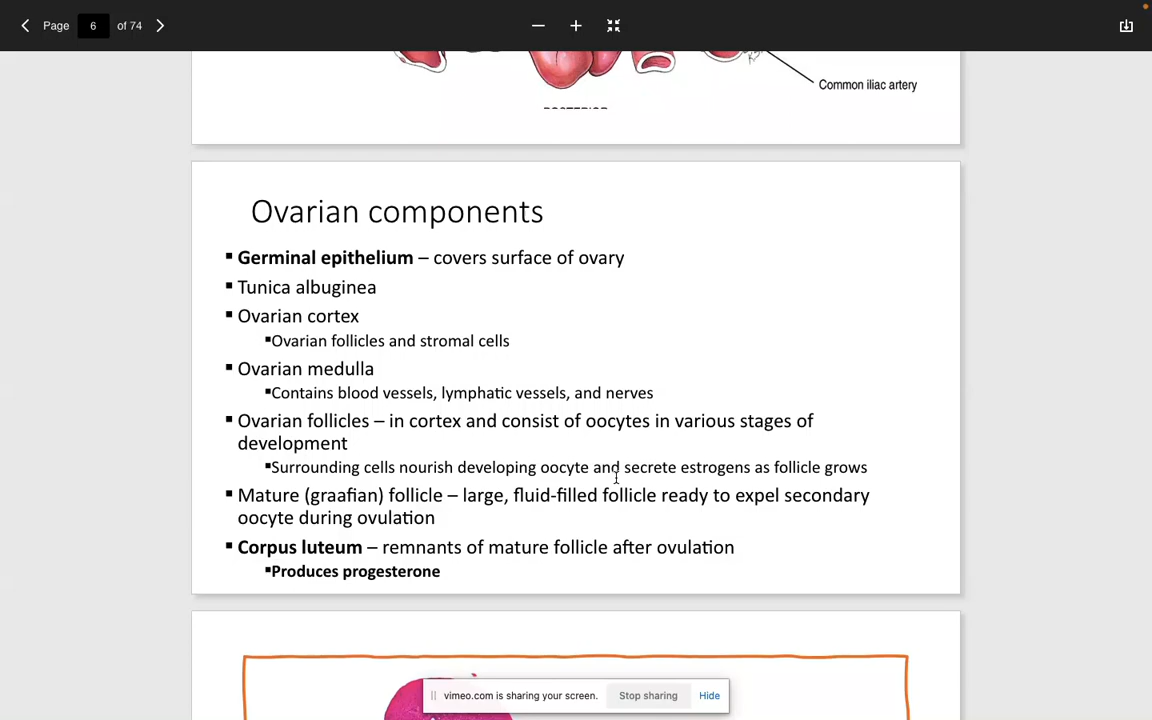 Page 6 of 74
Common iliac artery
Ovarian components
▪ Germinal epithelium – covers surface of ovary
▪ Tunica albuginea
▪ Ovarian cortex
▪Ovarian follicles and stromal cells
▪ Ovarian medulla
▪Contains blood vessels, lymphatic vessels, and nerves
▪ Ovarian follicles – in cortex and consist of oocytes in various stages of
development
▪Surrounding cells nourish developing oocyte and secrete estrogens as follicle grows
▪ Mature (graafian) follicle – large, fluid-filled follicle ready to expel secondary
oocyte during ovulation
▪ Corpus luteum – remnants of mature follicle after ovulation
▪Produces progesterone
vimeo.com is sharing your screen. Stop sharing Hide